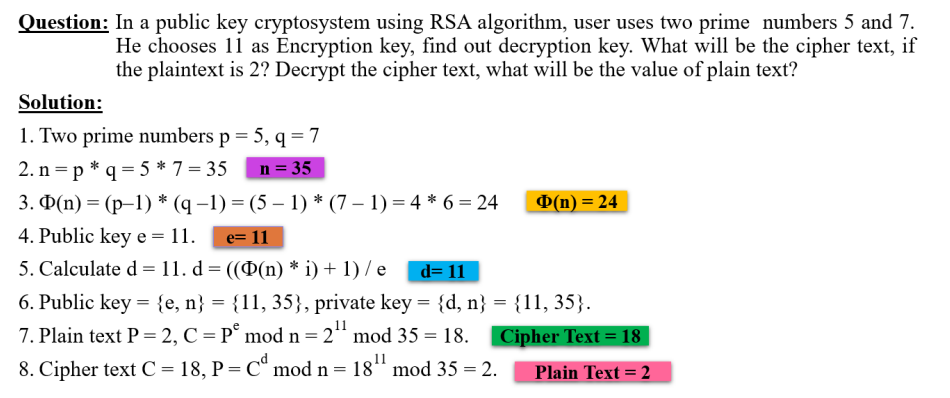 Question: In a public key cryptosystem using RSA algorithm, user uses two prime numbers 5 and 7.
He chooses 11 as Encryption key, find out decryption key. What will be the cipher text, if
the plaintext is 2? Decrypt the cipher text, what will be the value of plain text?
Solution:
1. Two prime numbers p = 5, q = 7
2. n = p * q = 5 * 7 = 35 n = 35
3. Φ(n) = (p–1) * (q –1) = (5 – 1) * (7 – 1) = 4 * 6 = 24 Φ(n) = 24
4. Public key e = 11. e= 11
5. Calculate d = 11. d = ((Φ(n) * i) + 1) / e d= 11
6. Public key = {e, n} = {11, 35}, private key = {d, n} = {11, 35}.
7. Plain text P = 2, C = Pᵉ mod n = 2¹¹ mod 35 = 18. Cipher Text = 18
8. Cipher text C = 18, P = Cᵈ mod n = 18¹¹ mod 35 = 2. Plain Text = 2